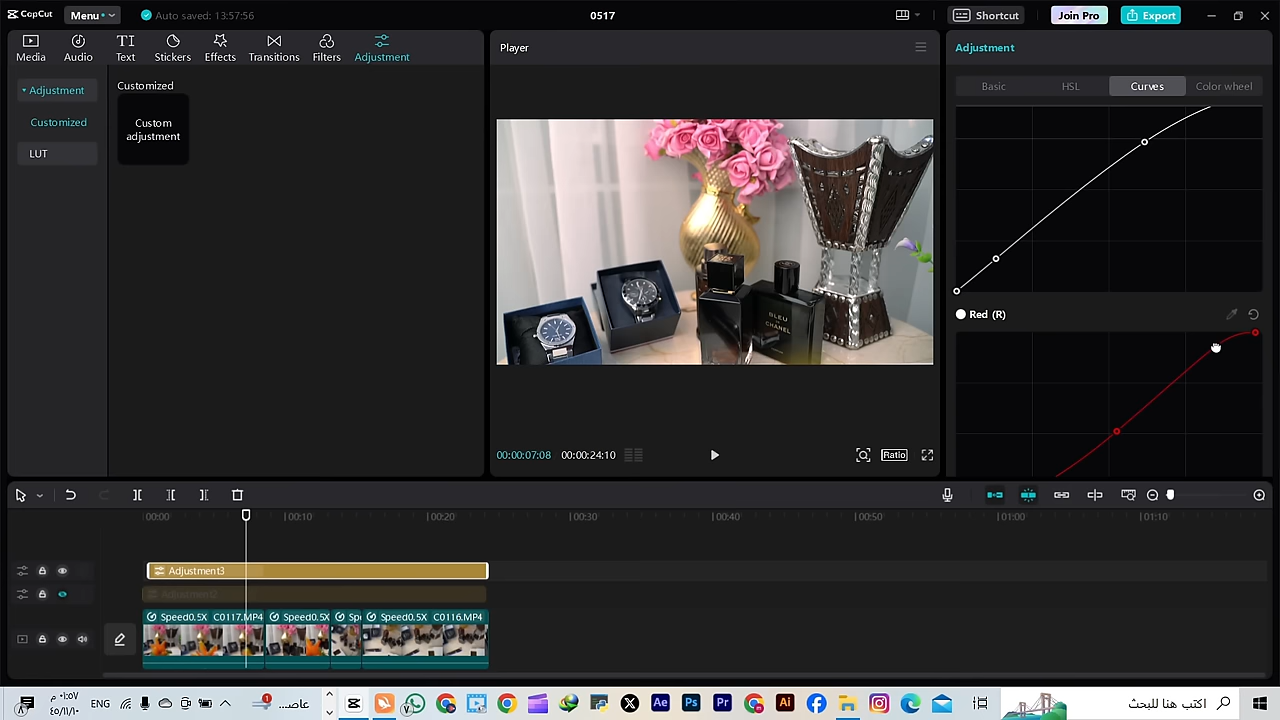 CapCut
Menu
Auto saved: 13:57:56
0517
Shortcut
Join Pro
Export
Media
Audio
Text
Stickers
Effects
Transitions
Filters
Adjustment
Adjustment
Customized
LUT
Customized
Custom
adjustment
Player
BLEU
DE
CHANEL
00:00:07:08
00:00:24:10
Ratio
Adjustment
Basic
HSL
Curves
Color wheel
Red (R)
00:00
00:10
00:20
00:30
00:40
00:50
01:00
01:10
Adjustment3
Speed0.5X C0117.MP4
Speed0.5X
Spe
Speed0.5X C0116.MP4
ENG
عاصـ...
اكتب هنا للبحث